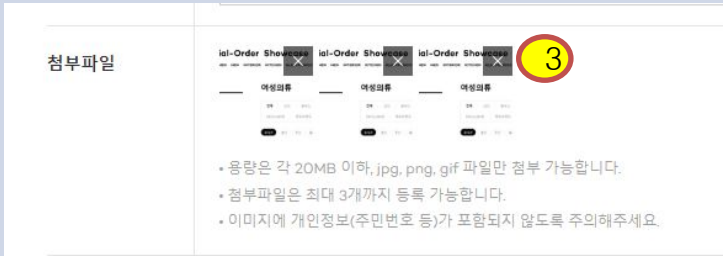 첨부파일
ial-Order Showcase ial-Order Showcase ial-Order Showcase
3
여성의류 여성의류 여성의류
• 용량은 각 20MB 이하, jpg, png, gif 파일만 첨부 가능합니다.
• 첨부파일은 최대 3개까지 등록 가능합니다.
• 이미지에 개인정보(주민번호 등)가 포함되지 않도록 주의해주세요.